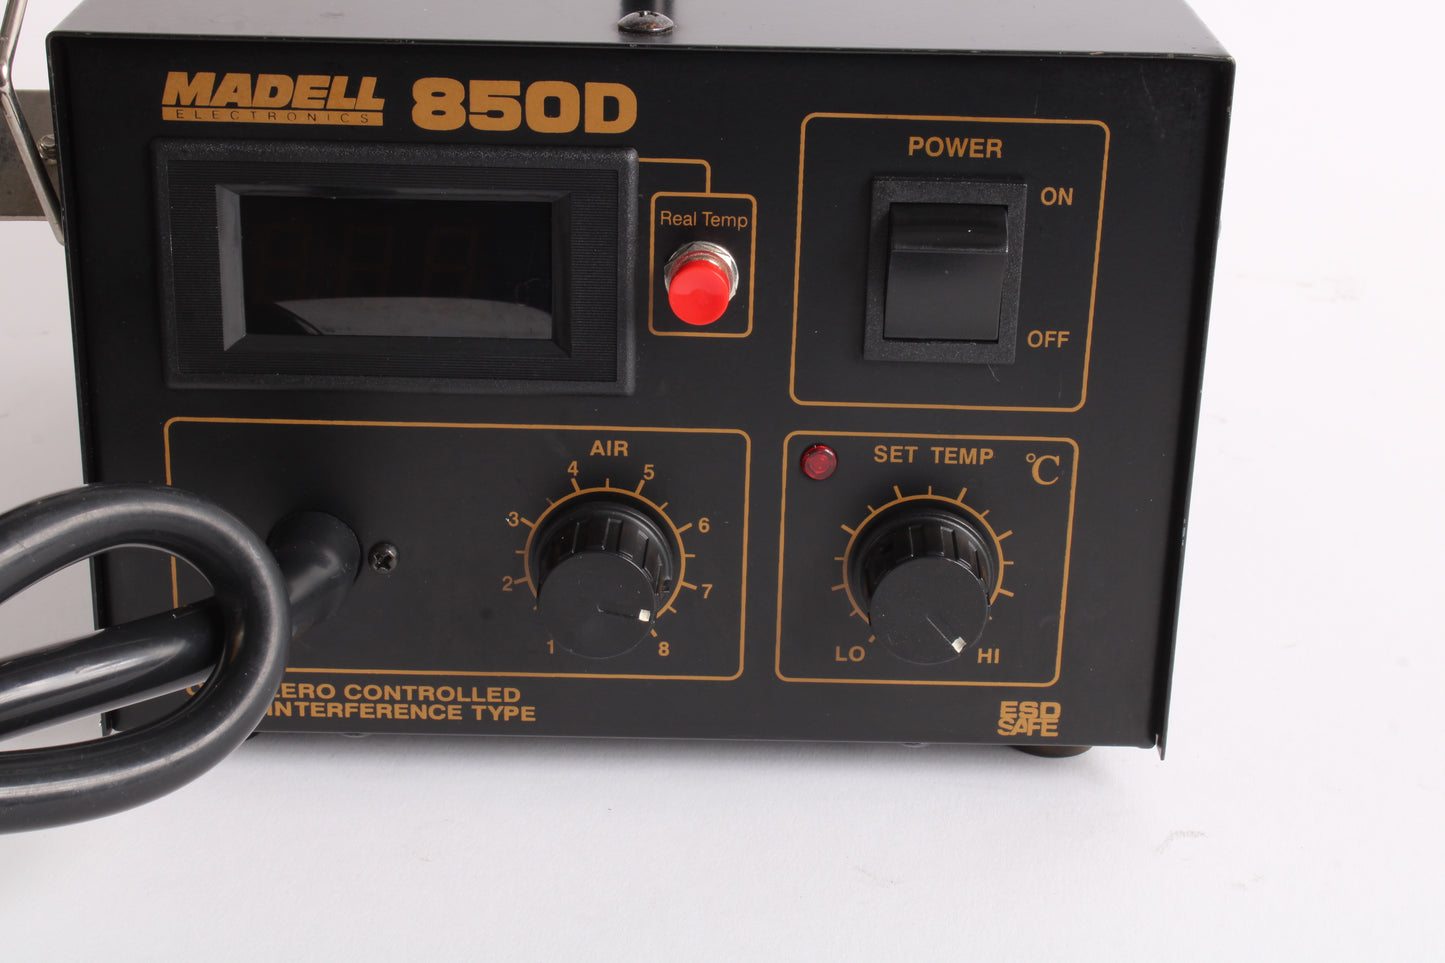 MADELL 850D
ELECTRONICS
POWER
ON
Real Temp
OFF
AIR
SET TEMP °C
4 5
3 6
2 7
1 8
LO HI
ZERO CONTROLLED
INTERFERENCE TYPE
ESD
SAFE